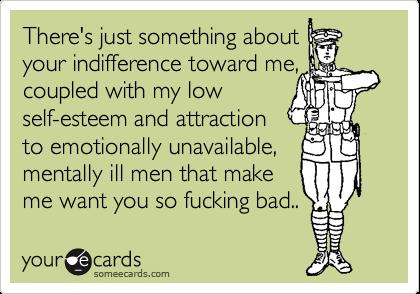 There's just something about
your indifference toward me,
coupled with my low
self-esteem and attraction
to emotionally unavailable,
mentally ill men that make
me want you so fucking bad..
your e cards
someecards.com